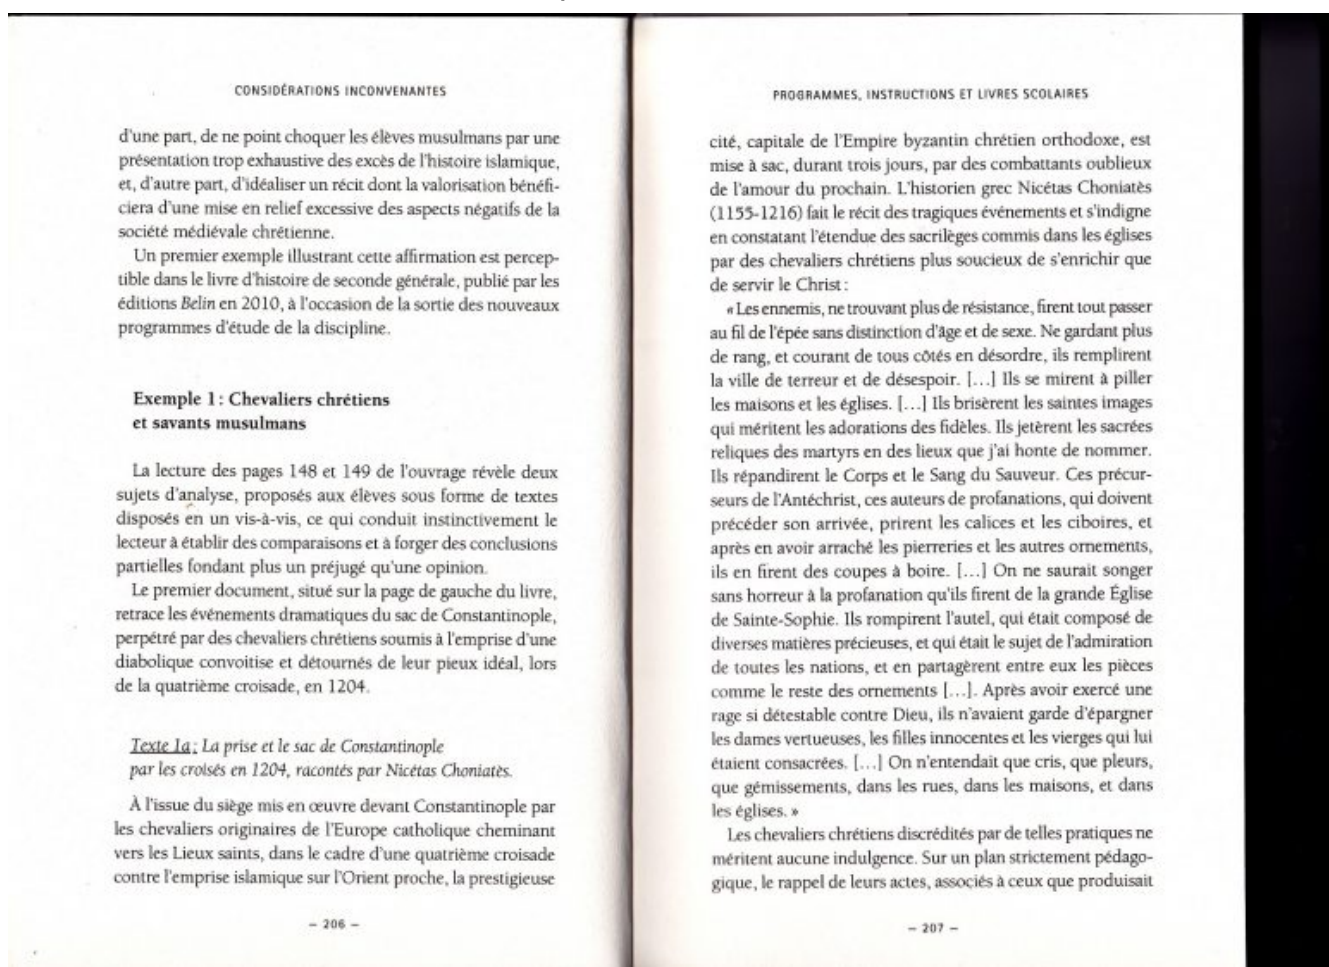 CONSIDÉRATIONS INCONVENANTES
d'une part, de ne point choquer les élèves musulmans par une
présentation trop exhaustive des excès de l'histoire islamique,
et, d'autre part, d'idéaliser un récit dont la valorisation bénéfi-
ciera d'une mise en relief excessive des aspects négatifs de la
société médiévale chrétienne.
Un premier exemple illustrant cette affirmation est percep-
tible dans le livre d'histoire de seconde générale, publié par les
éditions Belin en 2010, à l'occasion de la sortie des nouveaux
programmes d'étude de la discipline.
Exemple 1 : Chevaliers chrétiens
et savants musulmans
La lecture des pages 148 et 149 de l'ouvrage révèle deux
sujets d'analyse, proposés aux élèves sous forme de textes
disposés en un vis-à-vis, ce qui conduit instinctivement le
lecteur à établir des comparaisons et à forger des conclusions
partielles fondant plus un préjugé qu'une opinion.
Le premier document, situé sur la page de gauche du livre,
retrace les événements dramatiques du sac de Constantinople,
perpétré par des chevaliers chrétiens soumis à l'emprise d'une
diabolique convoitise et détournés de leur pieux idéal, lors
de la quatrième croisade, en 1204.
Texte 1a : La prise et le sac de Constantinople
par les croisés en 1204, racontés par Nicétas Choniatès.
À l'issue du siège mis en œuvre devant Constantinople par
les chevaliers originaires de l'Europe catholique cheminant
vers les Lieux saints, dans le cadre d'une quatrième croisade
contre l'emprise islamique sur l'Orient proche, la prestigieuse
– 206 –
PROGRAMMES, INSTRUCTIONS ET LIVRES SCOLAIRES
cité, capitale de l'Empire byzantin chrétien orthodoxe, est
mise à sac, durant trois jours, par des combattants oublieux
de l'amour du prochain. L'historien grec Nicétas Choniatès
(1155-1216) fait le récit des tragiques événements et s'indigne
en constatant l'étendue des sacrilèges commis dans les églises
par des chevaliers chrétiens plus soucieux de s'enrichir que
de servir le Christ :
« Les ennemis, ne trouvant plus de résistance, firent tout passer
au fil de l'épée sans distinction d'âge et de sexe. Ne gardant plus
de rang, et courant de tous côtés en désordre, ils remplirent
la ville de terreur et de désespoir. [...] Ils se mirent à piller
les maisons et les églises. [...] Ils brisèrent les saintes images
qui méritent les adorations des fidèles. Ils jetèrent les sacrées
reliques des martyrs en des lieux que j'ai honte de nommer.
Ils répandirent le Corps et le Sang du Sauveur. Ces précur-
seurs de l'Antéchrist, ces auteurs de profanations, qui doivent
précéder son arrivée, prirent les calices et les ciboires, et
après en avoir arraché les pierreries et les autres ornements,
ils en firent des coupes à boire. [...] On ne saurait songer
sans horreur à la profanation qu'ils firent de la grande Église
de Sainte-Sophie. Ils rompirent l'autel, qui était composé de
diverses matières précieuses, et qui était le sujet de l'admiration
de toutes les nations, et en partagèrent entre eux les pièces
comme le reste des ornements [...]. Après avoir exercé une
rage si détestable contre Dieu, ils n'avaient garde d'épargner
les dames vertueuses, les filles innocentes et les vierges qui lui
étaient consacrées. [...] On n'entendait que cris, que pleurs,
que gémissements, dans les rues, dans les maisons, et dans
les églises. »
Les chevaliers chrétiens discrédités par de telles pratiques ne
méritent aucune indulgence. Sur un plan strictement pédago-
gique, le rappel de leurs actes, associés à ceux que produisait
– 207 –